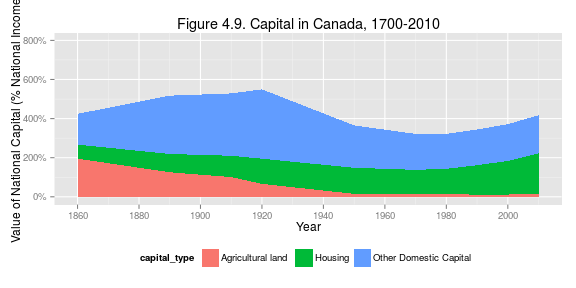 Figure 4.9. Capital in Canada, 1700-2010
Value of National Capital (% National Income
800%
600%
400%
200%
0%
1860 1880 1900 1920 1940 1960 1980 2000
Year
capital_type Agricultural land Housing Other Domestic Capital